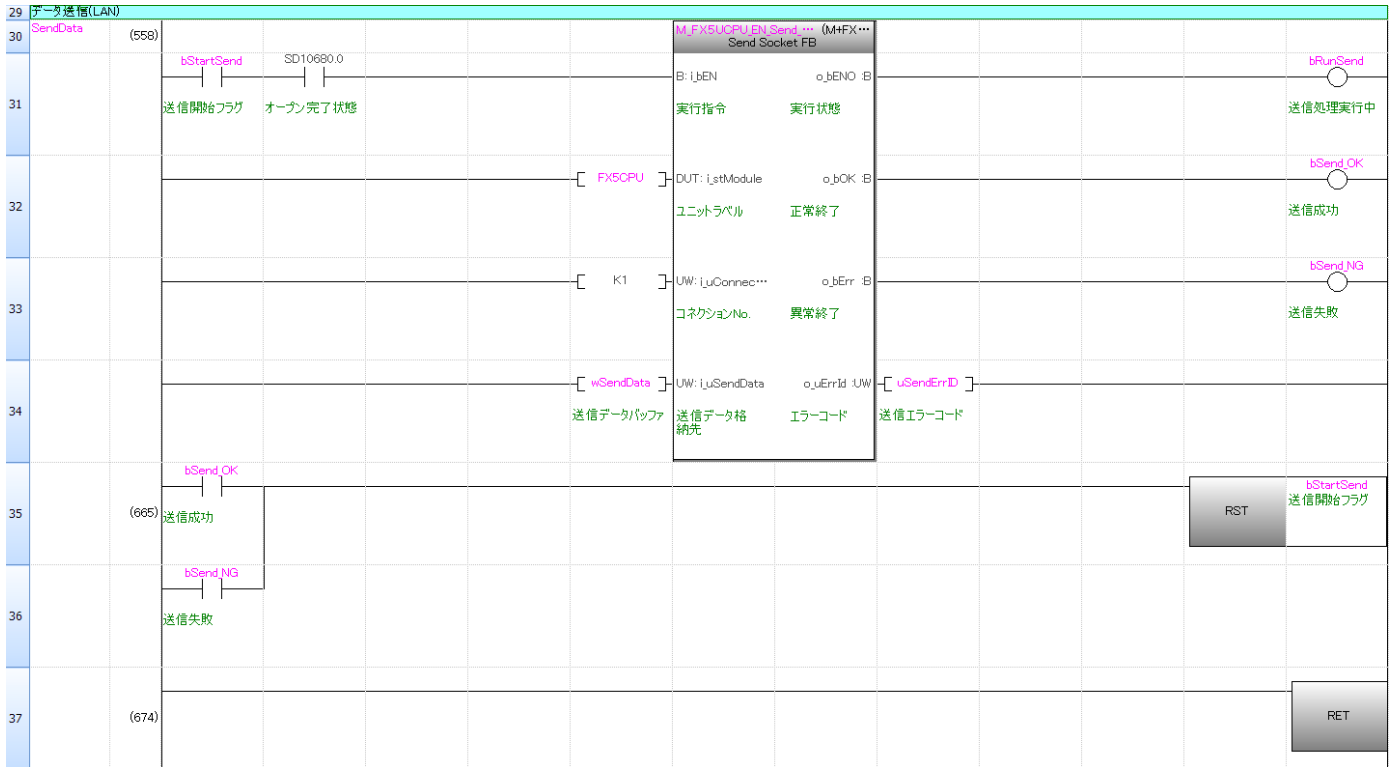 29 データ送信(LAN)
30 SendData (558) M_FX5UCPU_EN_Send_… (M+FX…
Send Socket FB
bStartSend SD10680.0 B: i_bEN o_bENO :B bRunSend
31 送信開始フラグ オープン完了状態 実行指令 実行状態 送信処理実行中
bSend_OK
FX5CPU DUT: i_stModule o_bOK :B
32 ユニットラベル 正常終了 送信成功
bSend_NG
K1 UW: i_uConnec… o_bErr :B
33 コネクションNo. 異常終了 送信失敗
wSendData UW: i_uSendData o_uErrId :UW uSendErrID
34 送信データバッファ 送信データ格 エラーコード 送信エラーコード
納先
bSend_OK bStartSend
35 (665) 送信成功 RST 送信開始フラグ
bSend_NG
36 送信失敗
37 (674) RET